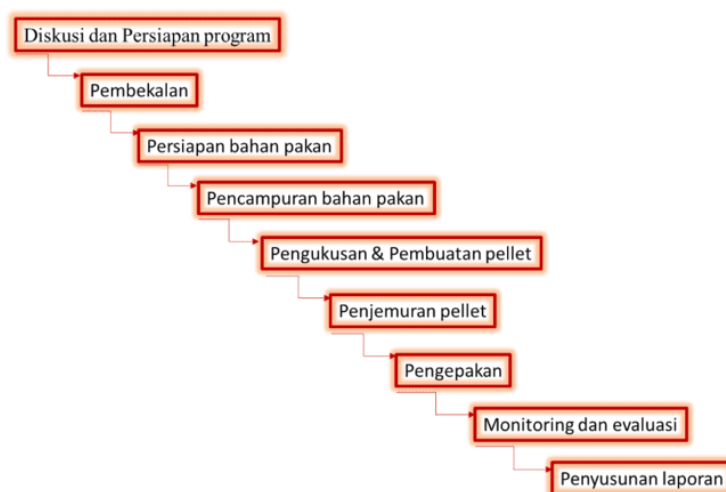 Diskusi dan Persiapan program
Pembekalan
Persiapan bahan pakan
Pencampuran bahan pakan
Pengukusan & Pembuatan pellet
Penjemuran pellet
Pengepakan
Monitoring dan evaluasi
Penyusunan laporan